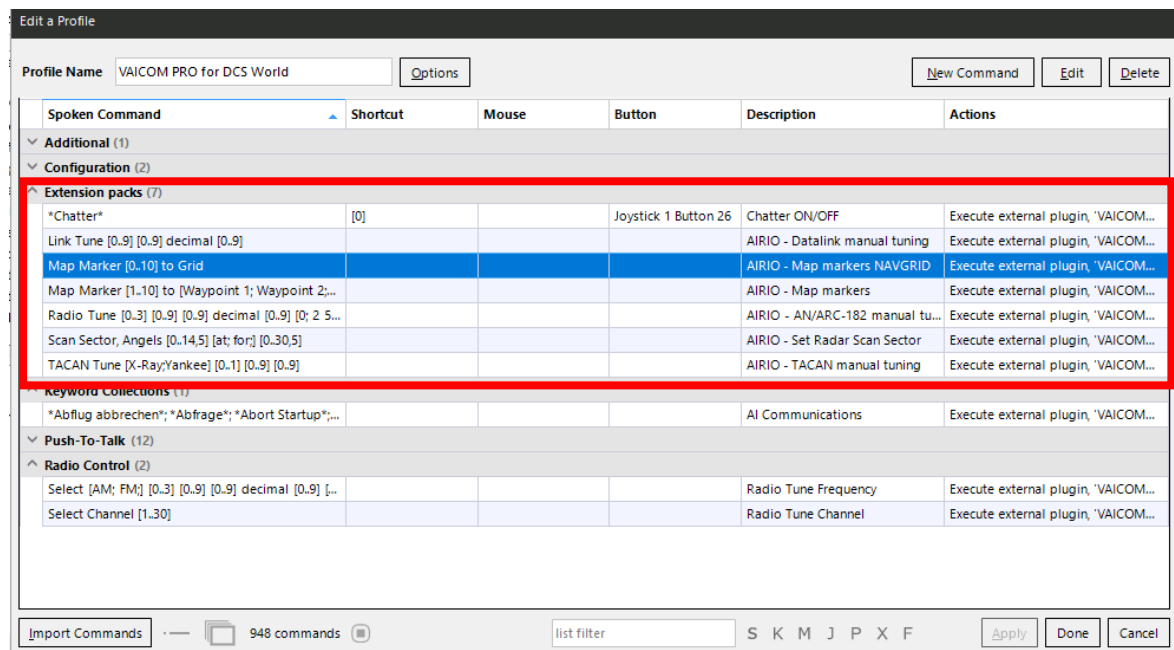 Edit a Profile
Profile Name VAICOM PRO for DCS World Options New Command Edit Delete
Spoken Command Shortcut Mouse Button Description Actions
Additional (1)
Configuration (2)
Extension packs (7)
*Chatter* [0] Joystick 1 Button 26 Chatter ON/OFF Execute external plugin, 'VAICOM...
Link Tune [0..9] [0..9] decimal [0..9] AIRIO - Datalink manual tuning Execute external plugin, 'VAICOM...
Map Marker [0..10] to Grid AIRIO - Map markers NAVGRID Execute external plugin, 'VAICOM...
Map Marker [1..10] to [Waypoint 1; Waypoint 2;... AIRIO - Map markers Execute external plugin, 'VAICOM...
Radio Tune [0..3] [0..9] [0..9] decimal [0..9] [0; 2 5... AIRIO - AN/ARC-182 manual tu... Execute external plugin, 'VAICOM...
Scan Sector, Angels [0..14,5] [at; for;] [0..30,5] AIRIO - Set Radar Scan Sector Execute external plugin, 'VAICOM...
TACAN Tune [X-Ray;Yankee] [0..1] [0..9] [0..9] AIRIO - TACAN manual tuning Execute external plugin, 'VAICOM...
Keyword Collections (1)
*Abflug abbrechen*; *Abfrage*; *Abort Startup*;... AI Communications Execute external plugin, 'VAICOM...
Push-To-Talk (12)
Radio Control (2)
Select [AM; FM;] [0..3] [0..9] [0..9] decimal [0..9] [... Radio Tune Frequency Execute external plugin, 'VAICOM...
Select Channel [1..30] Radio Tune Channel Execute external plugin, 'VAICOM...
Import Commands 948 commands list filter S K M J P X F Apply Done Cancel